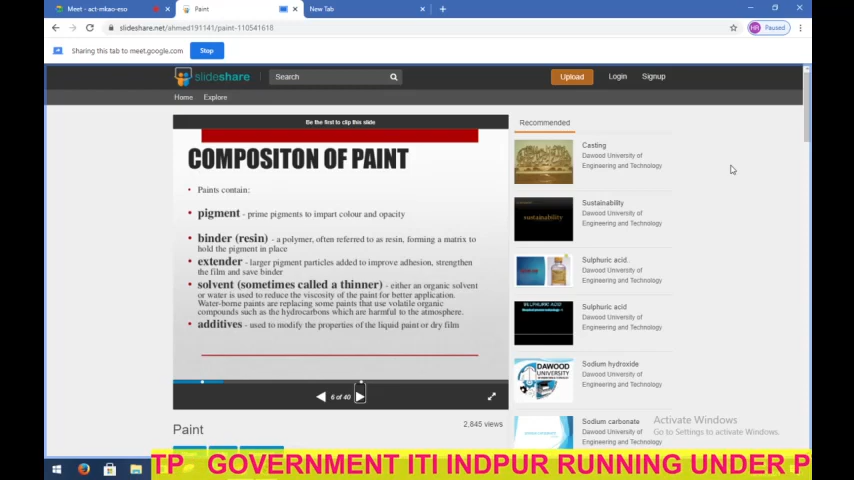 Meet - act-mkao-eso
Paint
New Tab
Paused
slideshare.net/ahmed191141/paint-110541618
Sharing this tab to meet.google.com
Stop
slideshare
Search
Upload
Login
Signup
Home
Explore
Be the first to clip this slide
COMPOSITON OF PAINT
Paints contain:
pigment - prime pigments to impart colour and opacity
binder (resin) - a polymer, often referred to as resin, forming a matrix to
hold the pigment in place
extender - larger pigment particles added to improve adhesion, strengthen
the film and save binder
solvent (sometimes called a thinner) - either an organic solvent
or water is used to reduce the viscosity of the paint for better application.
Water-borne paints are replacing some paints that use volatile organic
compounds such as the hydrocarbons which are harmful to the atmosphere.
additives - used to modify the properties of the liquid paint or dry film
6 of 40
Paint
2,845 views
Recommended
Casting
Dawood University of
Engineering and Technology
sustainability
Sustainability
Dawood University of
Engineering and Technology
Sulphuric acid.
Dawood University of
Engineering and Technology
Sulphuric acid
Dawood University of
Engineering and Technology
DAWOOD
UNIVERSITY
Sodium hydroxide
Dawood University of
Engineering and Technology
Sodium carbonate
Dawood University of
Engineering and Technology
Activate Windows
Go to Settings to activate Windows.
TP GOVERNMENT ITI INDPUR RUNNING UNDER P